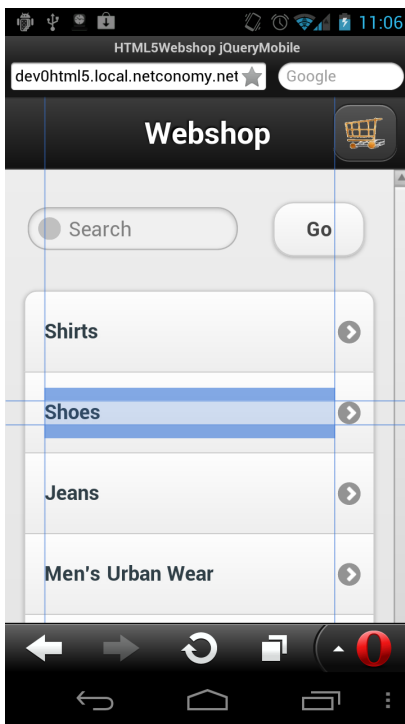 11:06
HTML5Webshop jQueryMobile
dev0html5.local.netconomy.net Google
Webshop
Search Go
Shirts
Shoes
Jeans
Men's Urban Wear